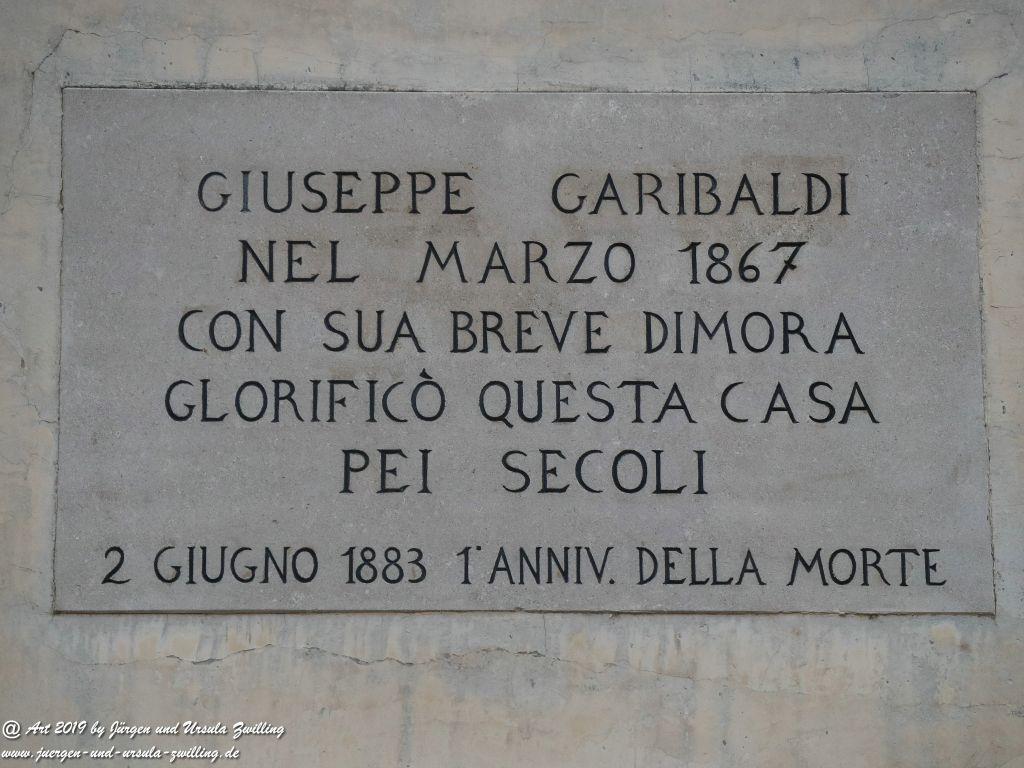 GIUSEPPE GARIBALDI
NEL MARZO 1867
CON SUA BREVE DIMORA
GLORIFICÒ QUESTA CASA
PEI SECOLI
2 GIUGNO 1883 1° ANNIV. DELLA MORTE
@ Art 2019 by Jürgen und Ursula Zwilling
www.juergen-und-ursula-zwilling.de